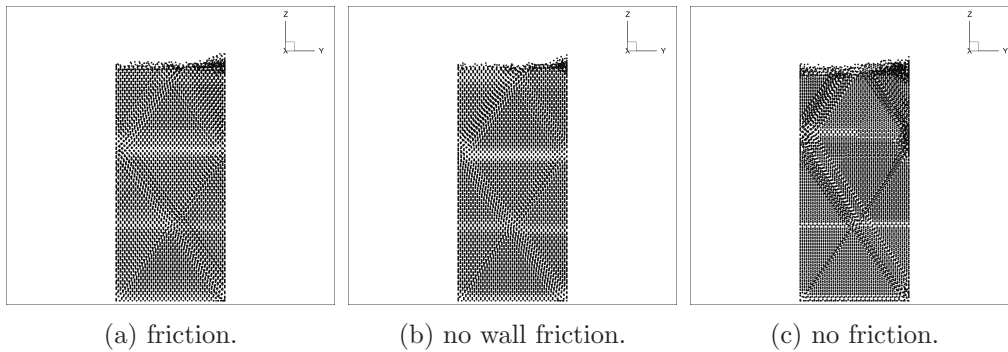 Z
X
Y
Z
X
Y
Z
X
Y
(a) friction.
(b) no wall friction.
(c) no friction.